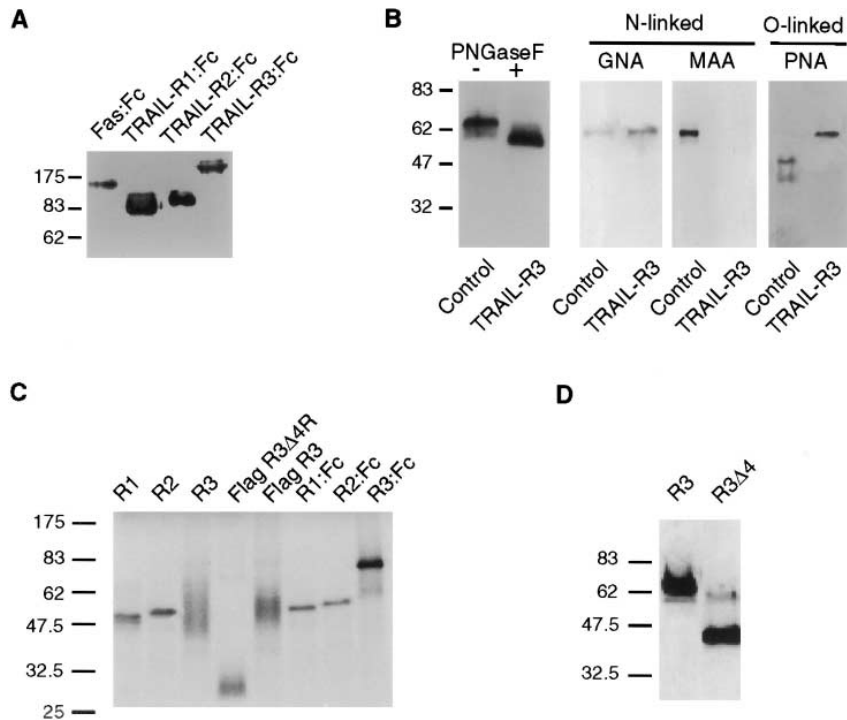 A
Fas:Fc
TRAIL-R1:Fc
TRAIL-R2:Fc
TRAIL-R3:Fc
175
83
62
B
N-linked
O-linked
PNGaseF
GNA
MAA
PNA
- +
83
62
47
32
Control
TRAIL-R3
Control
TRAIL-R3
Control
TRAIL-R3
Control
TRAIL-R3
C
R1
R2
R3
Flag R3Δ4R
Flag R3
R1:Fc
R2:Fc
R3:Fc
175
83
62
47.5
32.5
25
D
R3
R3Δ4
83
62
47.5
32.5